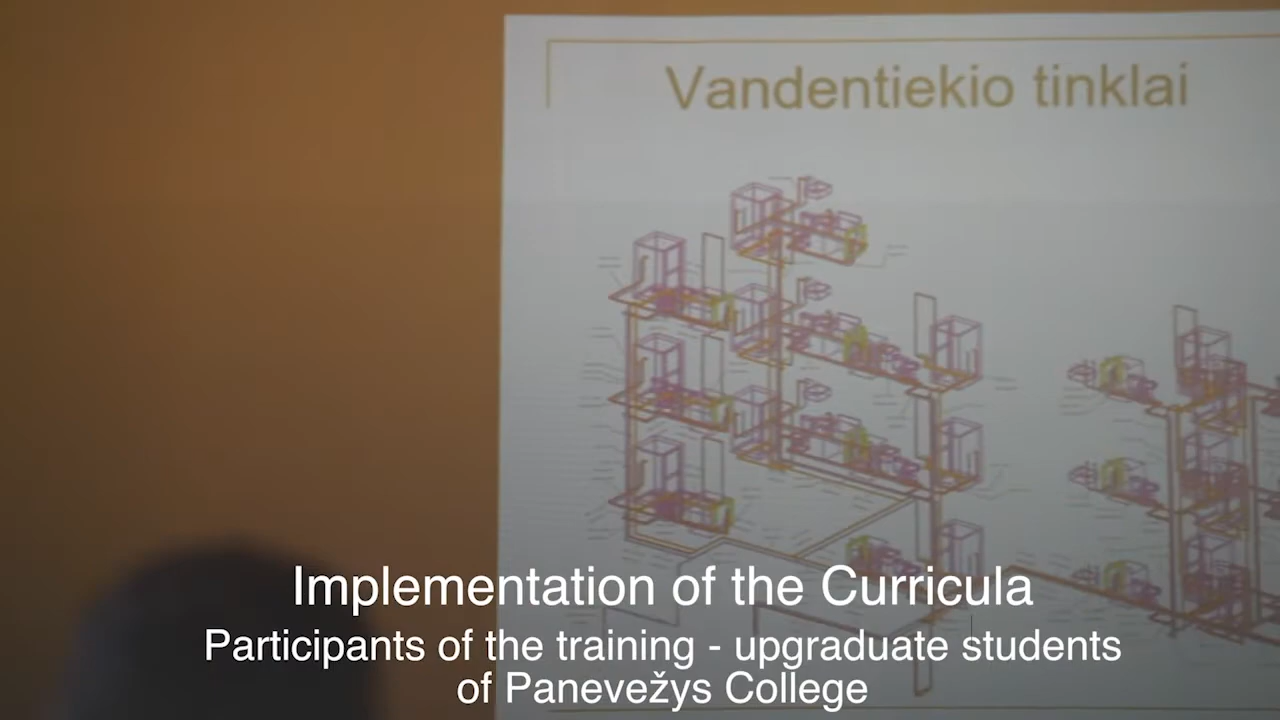 Vandentiekio tinklai
Implementation of the Curricula
Participants of the training - upgraduate students
of Panevežys College